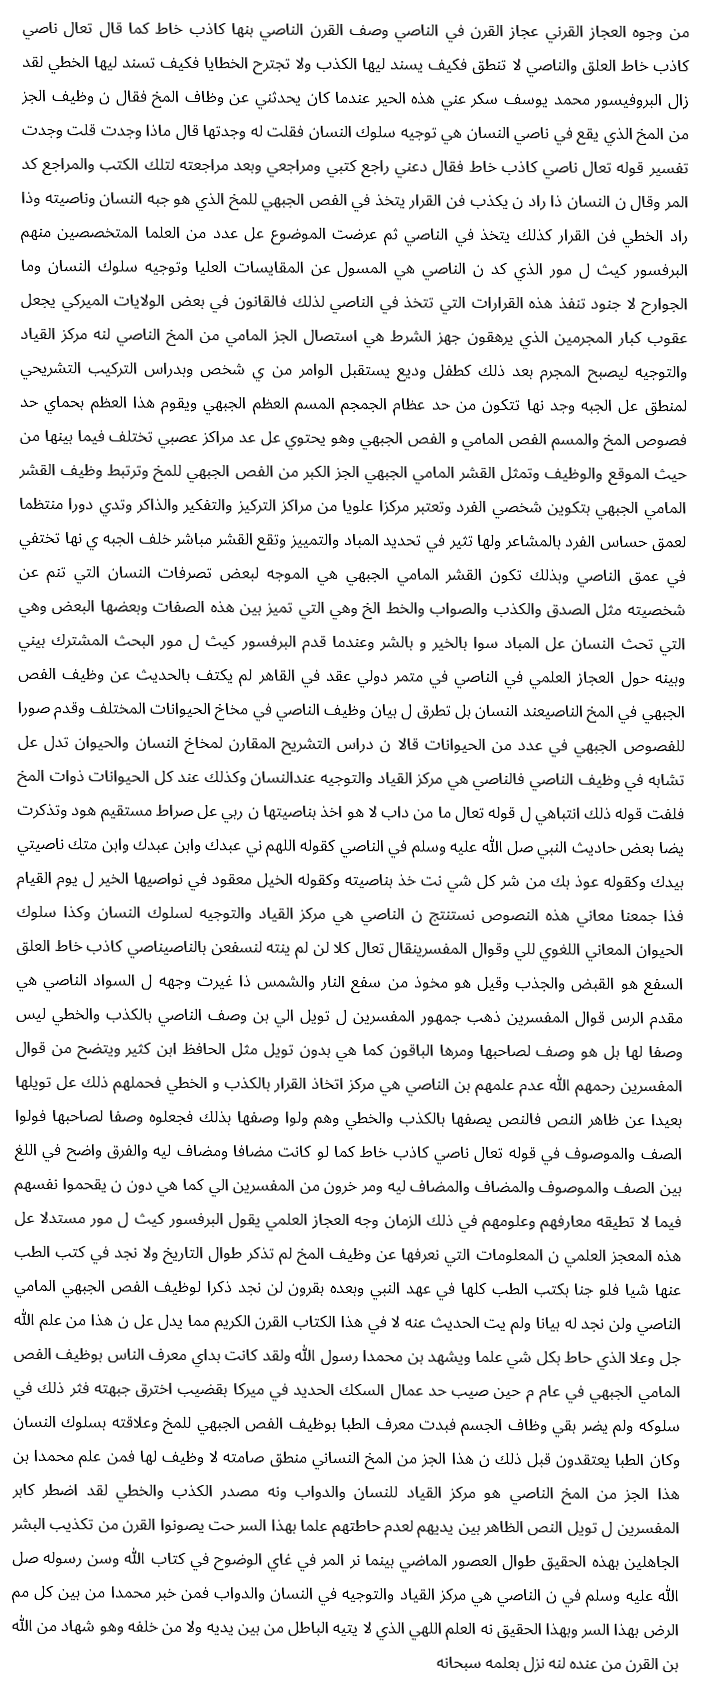 من وجوه العجاز القرني عجاز القرن في الناصي وصف القرن الناصي بنها كاذب خاط كما قال تعال ناصي
كاذب خاط العلق والناصي لا تنطق فكيف يسند ليها الكذب ولا تجترح الخطايا فكيف تسند ليها الخطي لقد
زال البروفيسور محمد يوسف سكر عني هذه الحير عندما كان يحدثني عن وظاف المخ فقال ن وظيف الجز
من المخ الذي يقع في ناصي النسان هي توجيه سلوك النسان فقلت له وجدتها قال ماذا وجدت قلت وجدت
تفسير قوله تعال ناصي كاذب خاط فقال دعني راجع كتبي ومراجعي وبعد مراجعته لتلك الكتب والمراجع كد
المر وقال ن النسان ذا راد ن يكذب فن القرار يتخذ في الفص الجبهي للمخ الذي هو جبه النسان وناصيته وذا
راد الخطي فن القرار كذلك يتخذ في الناصي ثم عرضت الموضوع عل عدد من العلما المتخصصين منهم
البرفسور كيث ل مور الذي كد ن الناصي هي المسول عن المقايسات العليا وتوجيه سلوك النسان وما
الجوارح لا جنود تنفذ هذه القرارات التي تتخذ في الناصي لذلك فالقانون في بعض الولايات الميركي يجعل
عقوب كبار المجرمين الذي يرهقون جهز الشرط هي استصال الجز المامي من المخ الناصي لنه مركز القياد
والتوجيه ليصبح المجرم بعد ذلك كطفل وديع يستقبل الوامر من ي شخص وبدراس التركيب التشريحي
لمنطق عل الجبه وجد نها تتكون من حد عظام الجمجم المسم العظم الجبهي ويقوم هذا العظم بحماي حد
فصوص المخ والمسم الفص المامي و الفص الجبهي وهو يحتوي عل عد مراكز عصبي تختلف فيما بينها من
حيث الموقع والوظيف وتمثل القشر المامي الجبهي الجز الكبر من الفص الجبهي للمخ وترتبط وظيف القشر
المامي الجبهي بتكوين شخصي الفرد وتعتبر مركزا علويا من مراكز التركيز والتفكير والذاكر وتدي دورا منتظما
لعمق حساس الفرد بالمشاعر ولها تثير في تحديد المباد والتمييز وتقع القشر مباشر خلف الجبه ي نها تختفي
في عمق الناصي وبذلك تكون القشر المامي الجبهي هي الموجه لبعض تصرفات النسان التي تنم عن
شخصيته مثل الصدق والكذب والصواب والخط الخ وهي التي تميز بين هذه الصفات وبعضها البعض وهي
التي تحث النسان عل المباد سوا بالخير و بالشر وعندما قدم البرفسور كيث ل مور البحث المشترك بيني
وبينه حول العجاز العلمي في الناصي في متمر دولي عقد في القاهر لم يكتف بالحديث عن وظيف الفص
الجبهي في المخ الناصيعند النسان بل تطرق ل بيان وظيف الناصي في مخاخ الحيوانات المختلف وقدم صورا
للفصوص الجبهي في عدد من الحيوانات قالا ن دراس التشريح المقارن لمخاخ النسان والحيوان تدل عل
تشابه في وظيف الناصي فالناصي هي مركز القياد والتوجيه عندالنسان وكذلك عند كل الحيوانات ذوات المخ
فلفت قوله ذلك انتباهي ل قوله تعال ما من داب لا هو اخذ بناصيتها ن ربي عل صراط مستقيم هود وتذكرت
يضا بعض حاديث النبي صل الله عليه وسلم في الناصي كقوله اللهم ني عبدك وابن عبدك وابن متك ناصيتي
بيدك وكقوله عوذ بك من شر كل شي نت خذ بناصيته وكقوله الخيل معقود في نواصيها الخير ل يوم القيام
فذا جمعنا معاني هذه النصوص نستنتج ن الناصي هي مركز القياد والتوجيه لسلوك النسان وكذا سلوك
الحيوان المعاني اللغوي للي وقوال المفسرينقال تعال كلا لن لم ينته لنسفعن بالناصيناصي كاذب خاط العلق
السفع هو القبض والجذب وقيل هو مخوذ من سفع النار والشمس ذا غيرت وجهه ل السواد الناصي هي
مقدم الرس قوال المفسرين ذهب جمهور المفسرين ل تويل الي بن وصف الناصي بالكذب والخطي ليس
وصفا لها بل هو وصف لصاحبها ومرها الباقون كما هي بدون تويل مثل الحافظ ابن كثير ويتضح من قوال
المفسرين رحمهم الله عدم علمهم بن الناصي هي مركز اتخاذ القرار بالكذب و الخطي فحملهم ذلك عل تويلها
بعيدا عن ظاهر النص فالنص يصفها بالكذب والخطي وهم ولوا وصفها بذلك فجعلوه وصفا لصاحبها فولوا
الصف والموصوف في قوله تعال ناصي كاذب خاط كما لو كانت مضافا ومضاف ليه والفرق واضح في اللغ
بين الصف والموصوف والمضاف والمضاف ليه ومر خرون من المفسرين الي كما هي دون ن يقحموا نفسهم
فيما لا تطيقه معارفهم وعلومهم في ذلك الزمان وجه العجاز العلمي يقول البرفسور كيث ل مور مستدلا عل
هذه المعجز العلمي ن المعلومات التي نعرفها عن وظيف المخ لم تذكر طوال التاريخ ولا نجد في كتب الطب
عنها شيا فلو جنا بكتب الطب كلها في عهد النبي وبعده بقرون لن نجد ذكرا لوظيف الفص الجبهي المامي
الناصي ولن نجد له بيانا ولم يت الحديث عنه لا في هذا الكتاب القرن الكريم مما يدل عل ن هذا من علم الله
جل وعلا الذي حاط بكل شي علما ويشهد بن محمدا رسول الله ولقد كانت بداي معرف الناس بوظيف الفص
المامي الجبهي في عام م حين صيب حد عمال السكك الحديد في ميركا بقضيب اخترق جبهته فثر ذلك في
سلوكه ولم يضر بقي وظاف الجسم فبدت معرف الطبا بوظيف الفص الجبهي للمخ وعلاقته بسلوك النسان
وكان الطبا يعتقدون قبل ذلك ن هذا الجز من المخ النساني منطق صامته لا وظيف لها فمن علم محمدا بن
هذا الجز من المخ الناصي هو مركز القياد للنسان والدواب ونه مصدر الكذب والخطي لقد اضطر كابر
المفسرين ل تويل النص الظاهر بين يديهم لعدم حاطتهم علما بهذا السر حت يصونوا القرن من تكذيب البشر
الجاهلين بهذه الحقيق طوال العصور الماضي بينما نر المر في غاي الوضوح في كتاب الله وسن رسوله صل
الله عليه وسلم في ن الناصي هي مركز القياد والتوجيه في النسان والدواب فمن خبر محمدا من بين كل مم
الرض بهذا السر وبهذا الحقيق نه العلم اللهي الذي لا يتيه الباطل من بين يديه ولا من خلفه وهو شهاد من الله
بن القرن من عنده لنه نزل بعلمه سبحانه